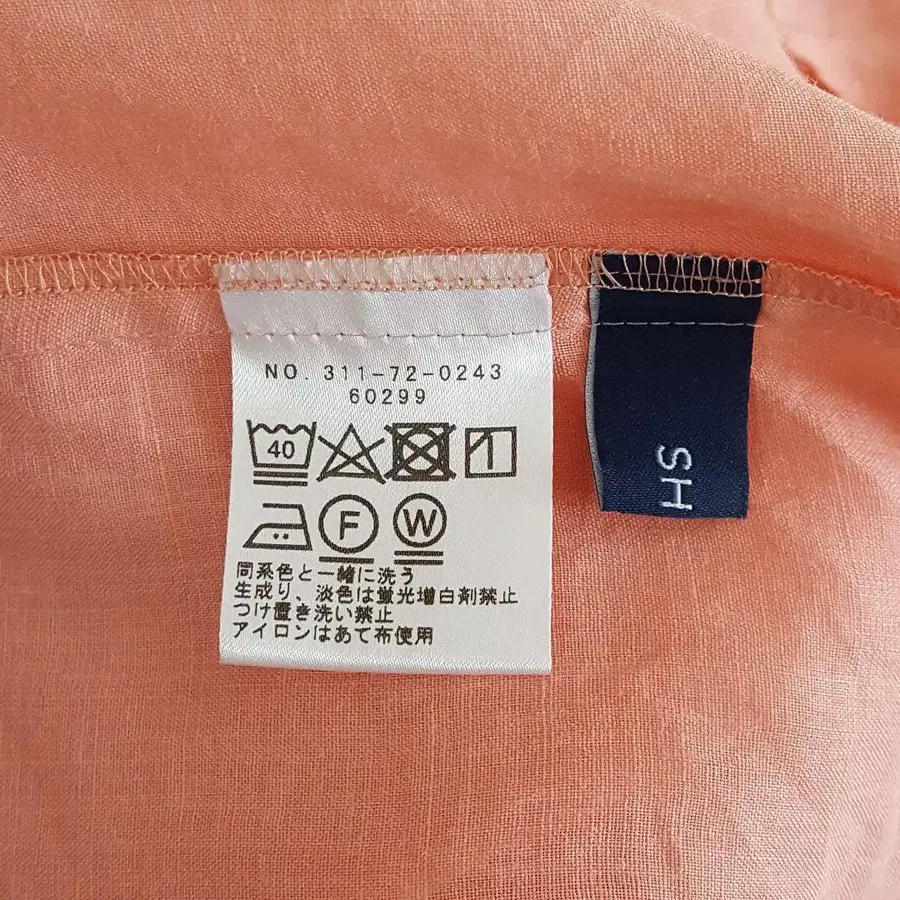 NO. 311-72-0243
60299
40
F
W
同系色と一緒に洗う
生成り、淡色は蛍光増白剤禁止
つけ置き洗い禁止
アイロンはあて布使用
SH